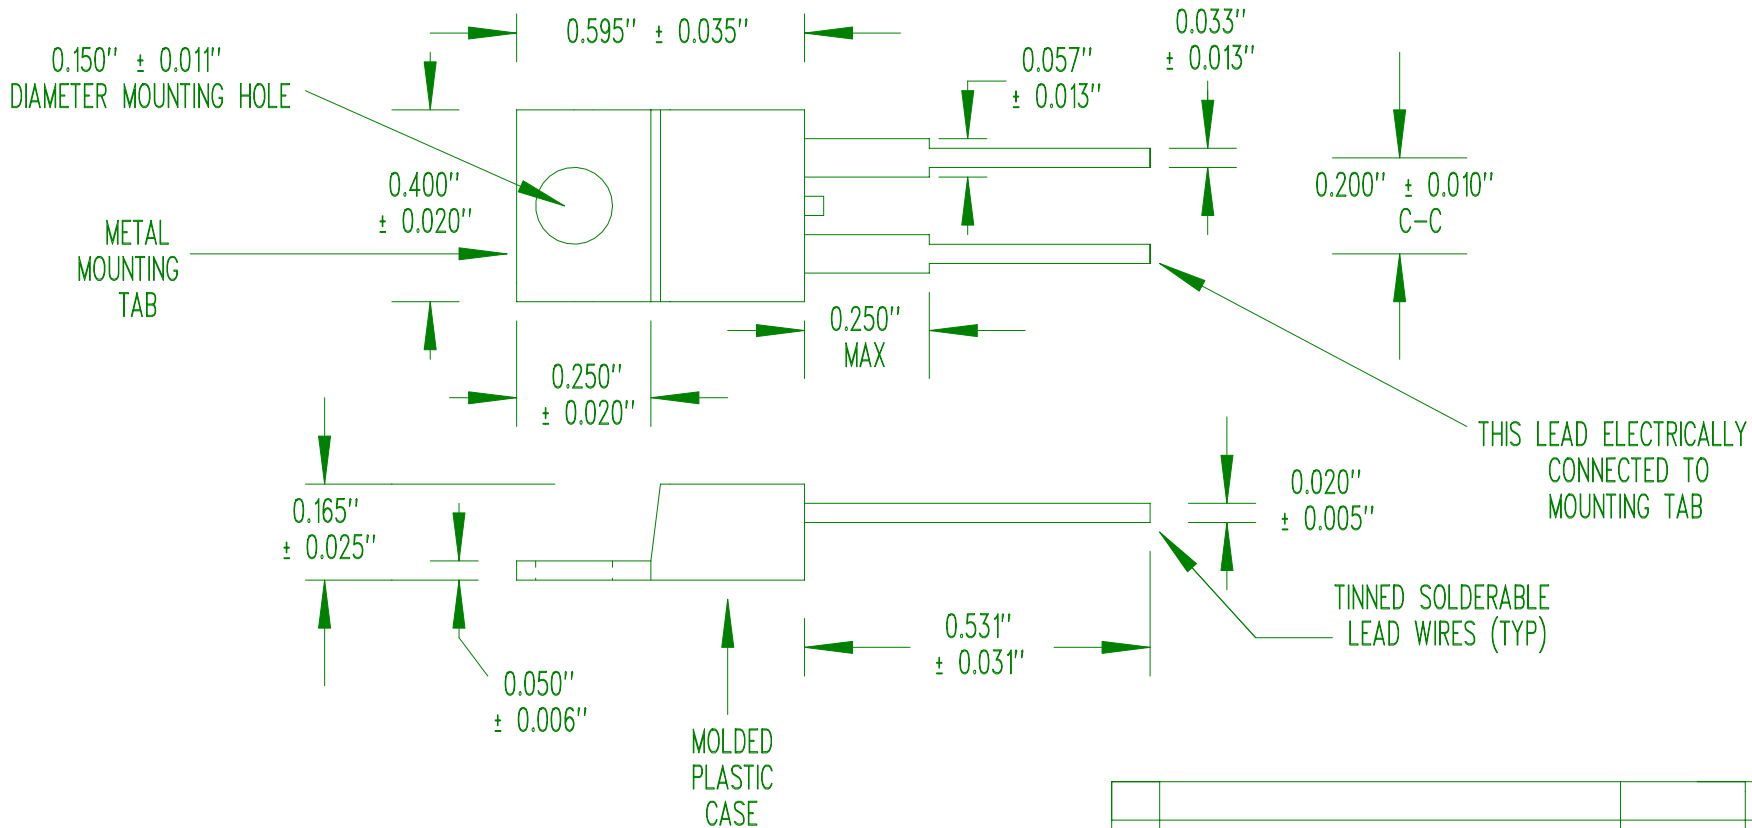 0.595" ± 0.035"
0.033"
± 0.013"
0.150" ± 0.011"
DIAMETER MOUNTING HOLE
0.057"
± 0.013"
0.400"
± 0.020"
0.200" ± 0.010"
C-C
METAL
MOUNTING
TAB
0.250"
MAX
0.250"
± 0.020"
THIS LEAD ELECTRICALLY
CONNECTED TO
MOUNTING TAB
0.165"
± 0.025"
0.020"
± 0.005"
TINNED SOLDERABLE
LEAD WIRES (TYP)
0.531"
± 0.031"
0.050"
± 0.006"
MOLDED
PLASTIC
CASE